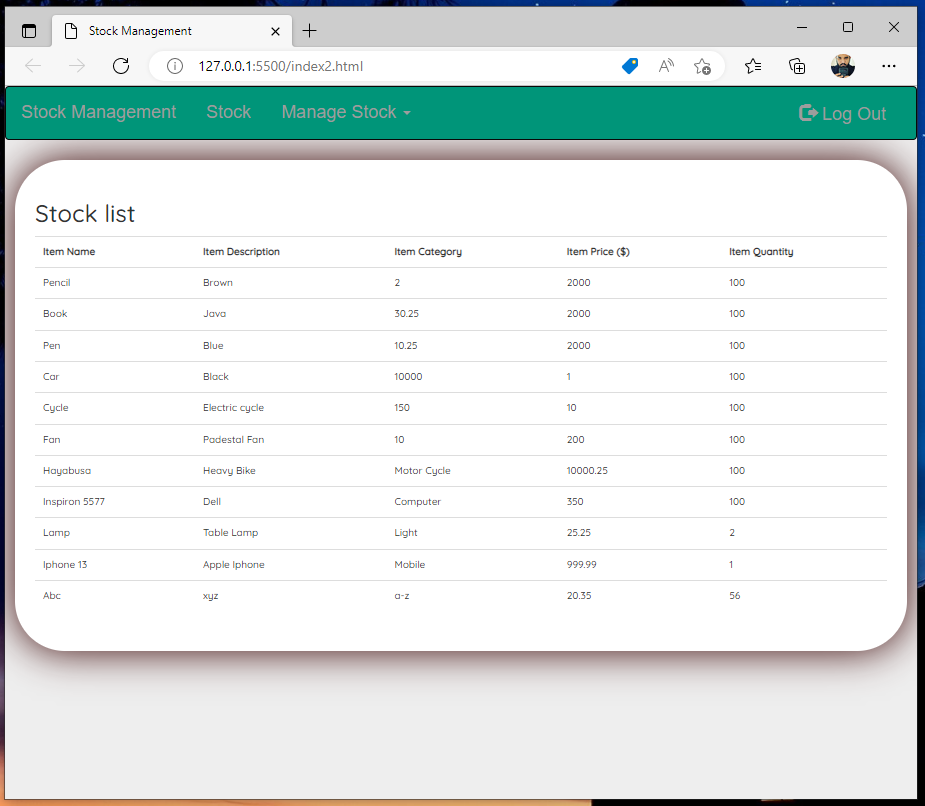 Stock Management
127.0.0.1:5500/index2.html
Stock Management Stock Manage Stock Log Out
Stock list
Item Name Item Description Item Category Item Price ($) Item Quantity
Pencil Brown 2 2000 100
Book Java 30.25 2000 100
Pen Blue 10.25 2000 100
Car Black 10000 1 100
Cycle Electric cycle 150 10 100
Fan Padestal Fan 10 200 100
Hayabusa Heavy Bike Motor Cycle 10000.25 100
Inspiron 5577 Dell Computer 350 100
Lamp Table Lamp Light 25.25 2
Iphone 13 Apple Iphone Mobile 999.99 1
Abc xyz a-z 20.35 56